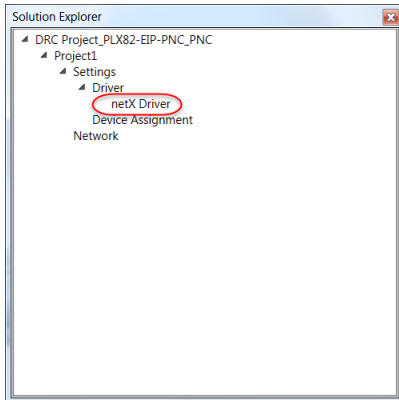 Solution Explorer
DRC Project_PLX82-EIP-PNC_PNC
Project1
Settings
Driver
netX Driver
Device Assignment
Network